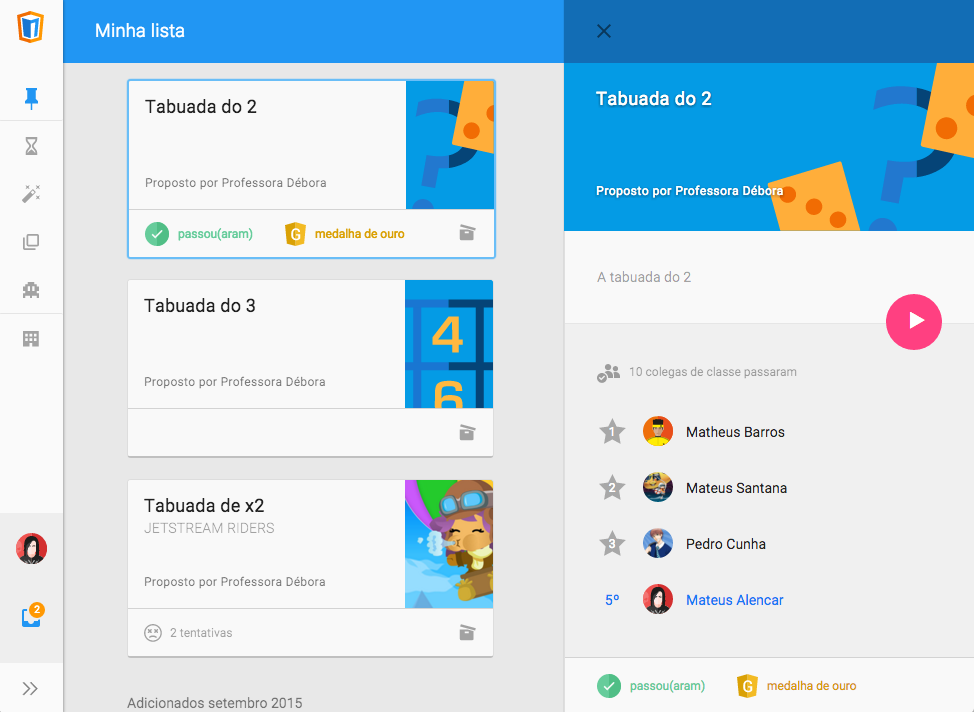 Minha lista
Tabuada do 2
Proposto por Professora Débora
passou(aram)
G
medalha de ouro
Tabuada do 3
4
6
Proposto por Professora Débora
Tabuada de x2
JETSTREAM RIDERS
Proposto por Professora Débora
2 tentativas
Adicionados setembro 2015
2
Tabuada do 2
Proposto por Professora Débora
A tabuada do 2
10 colegas de classe passaram
1 Matheus Barros
2 Mateus Santana
3 Pedro Cunha
5º Mateus Alencar
passou(aram)
G
medalha de ouro